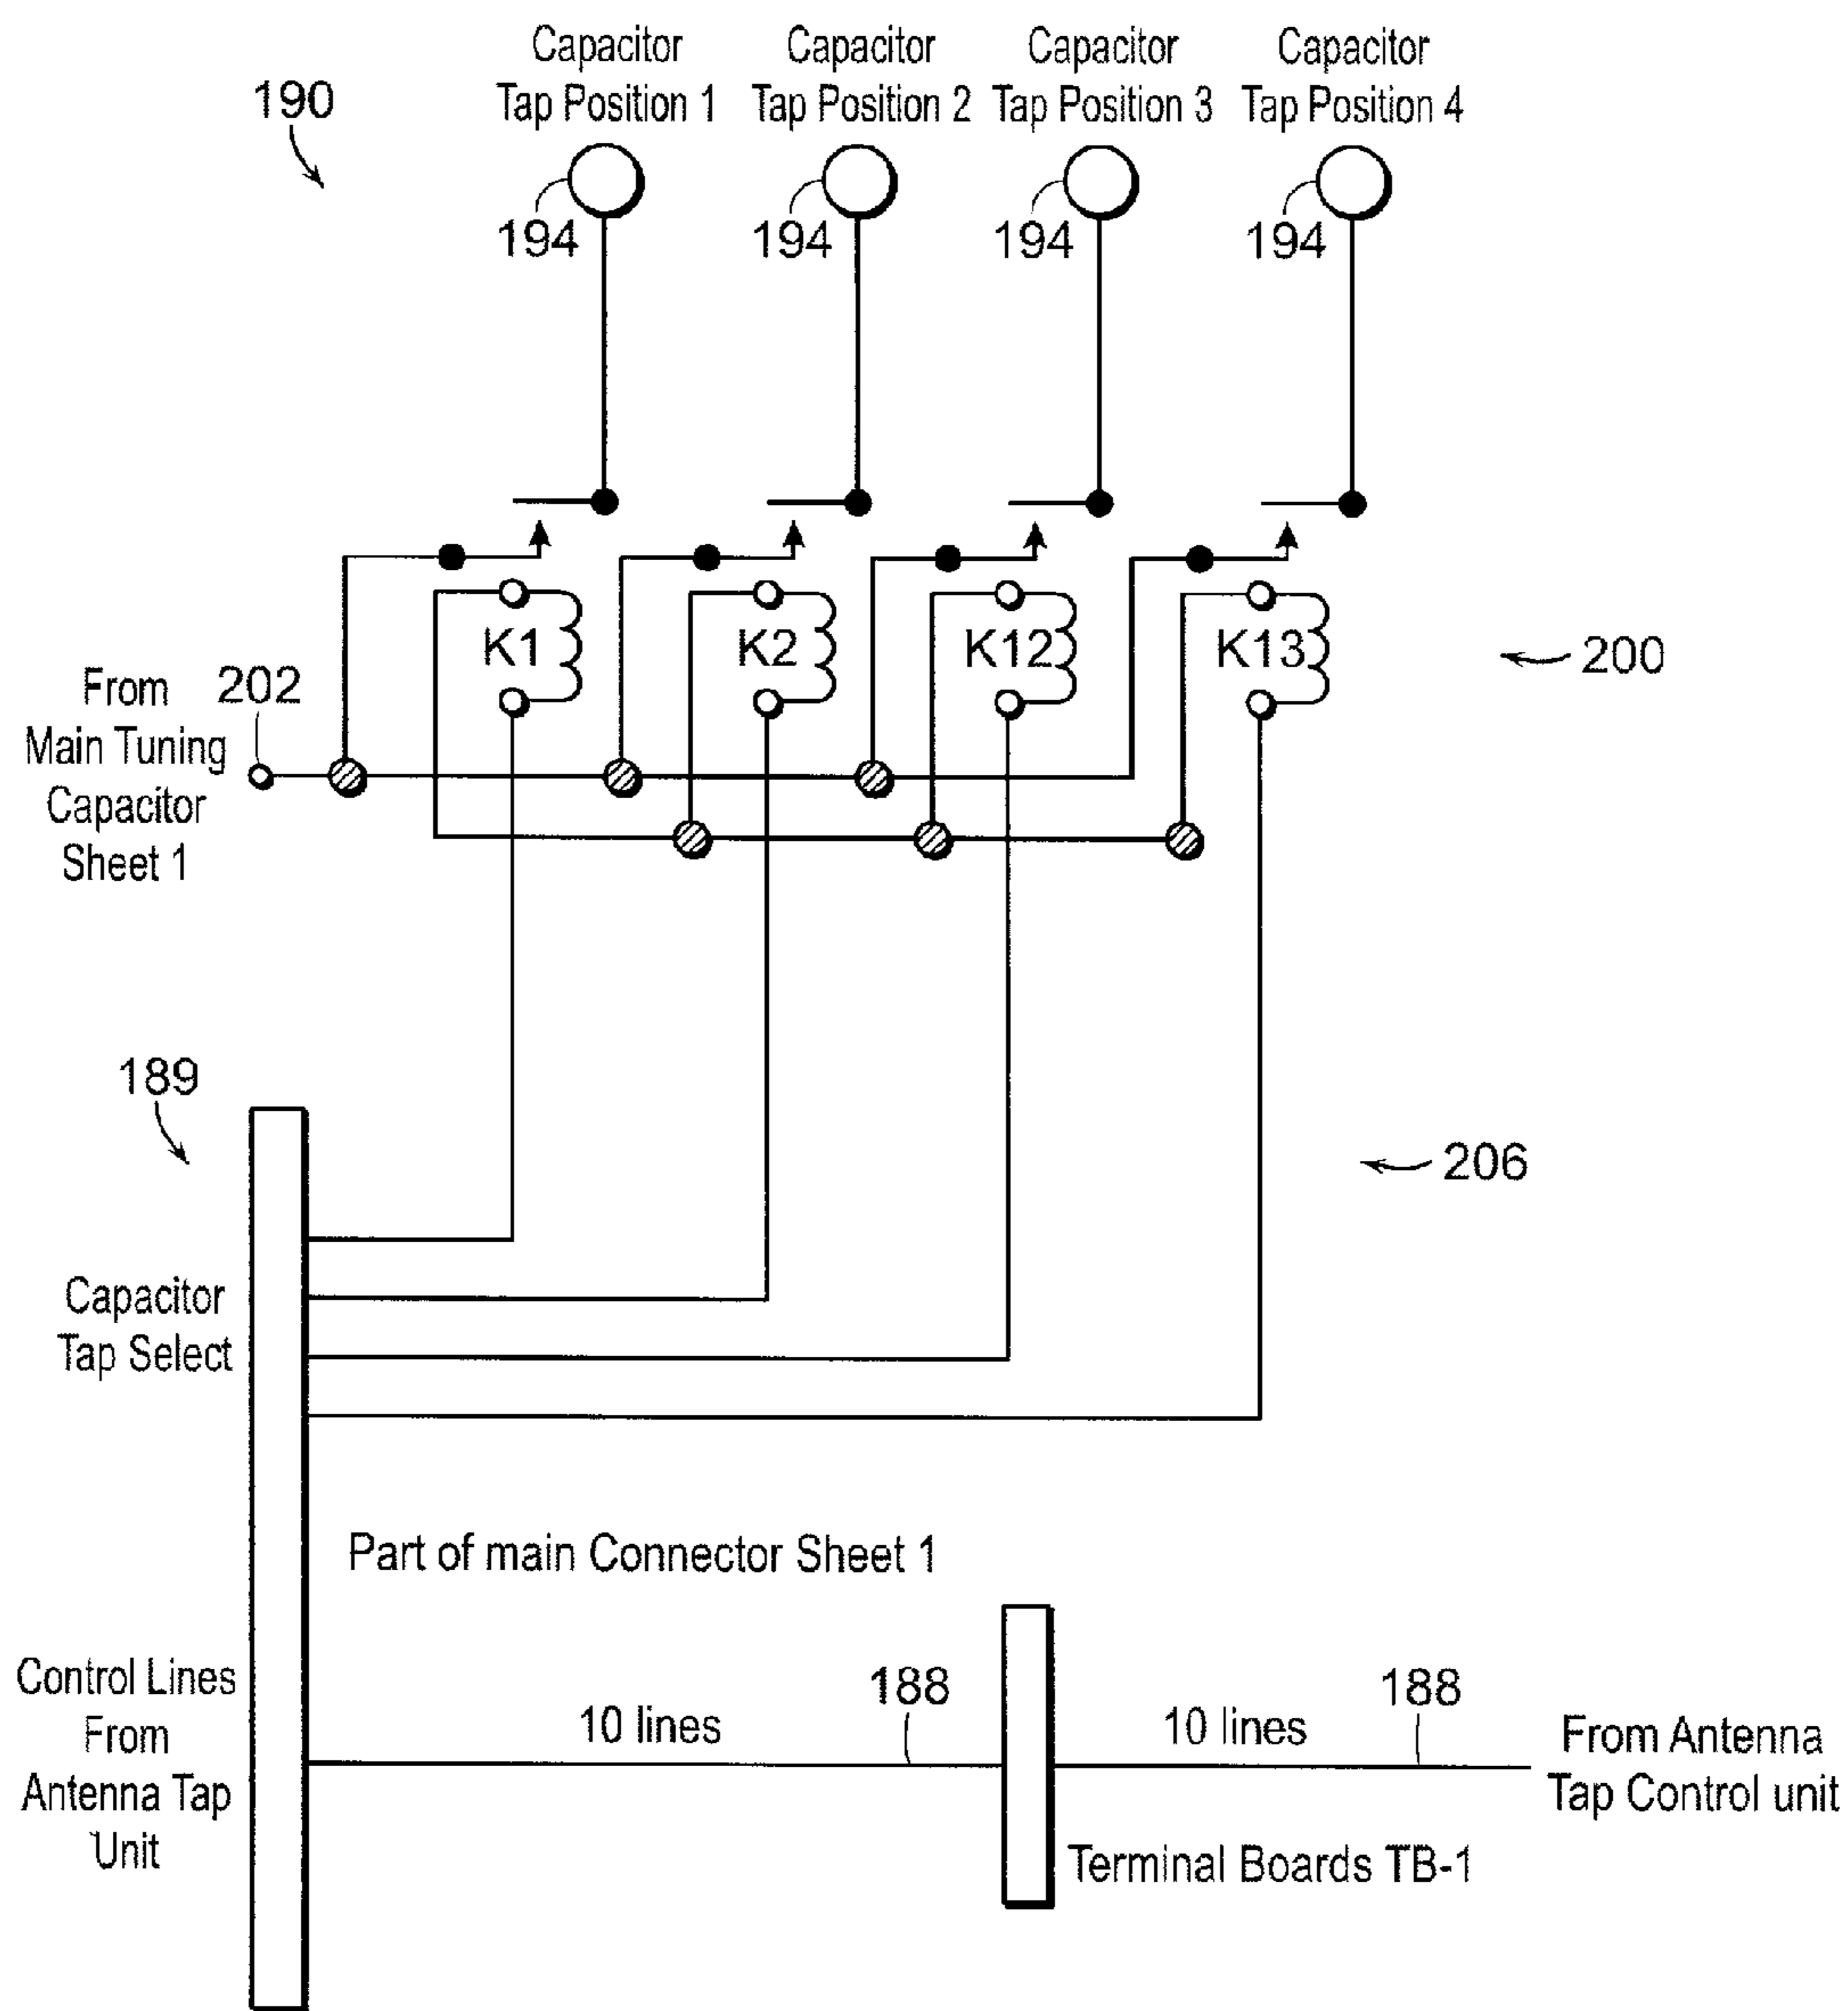 190
Capacitor
Tap Position 1
Capacitor
Tap Position 2
Capacitor
Tap Position 3
Capacitor
Tap Position 4
194
194
194
194
K1
K2
K12
K13
200
From
Main Tuning
Capacitor
Sheet 1
202
189
206
Capacitor
Tap Select
Part of main Connector Sheet 1
Control Lines
From
Antenna Tap
Unit
10 lines
188
10 lines
188
From Antenna
Tap Control unit
Terminal Boards TB-1